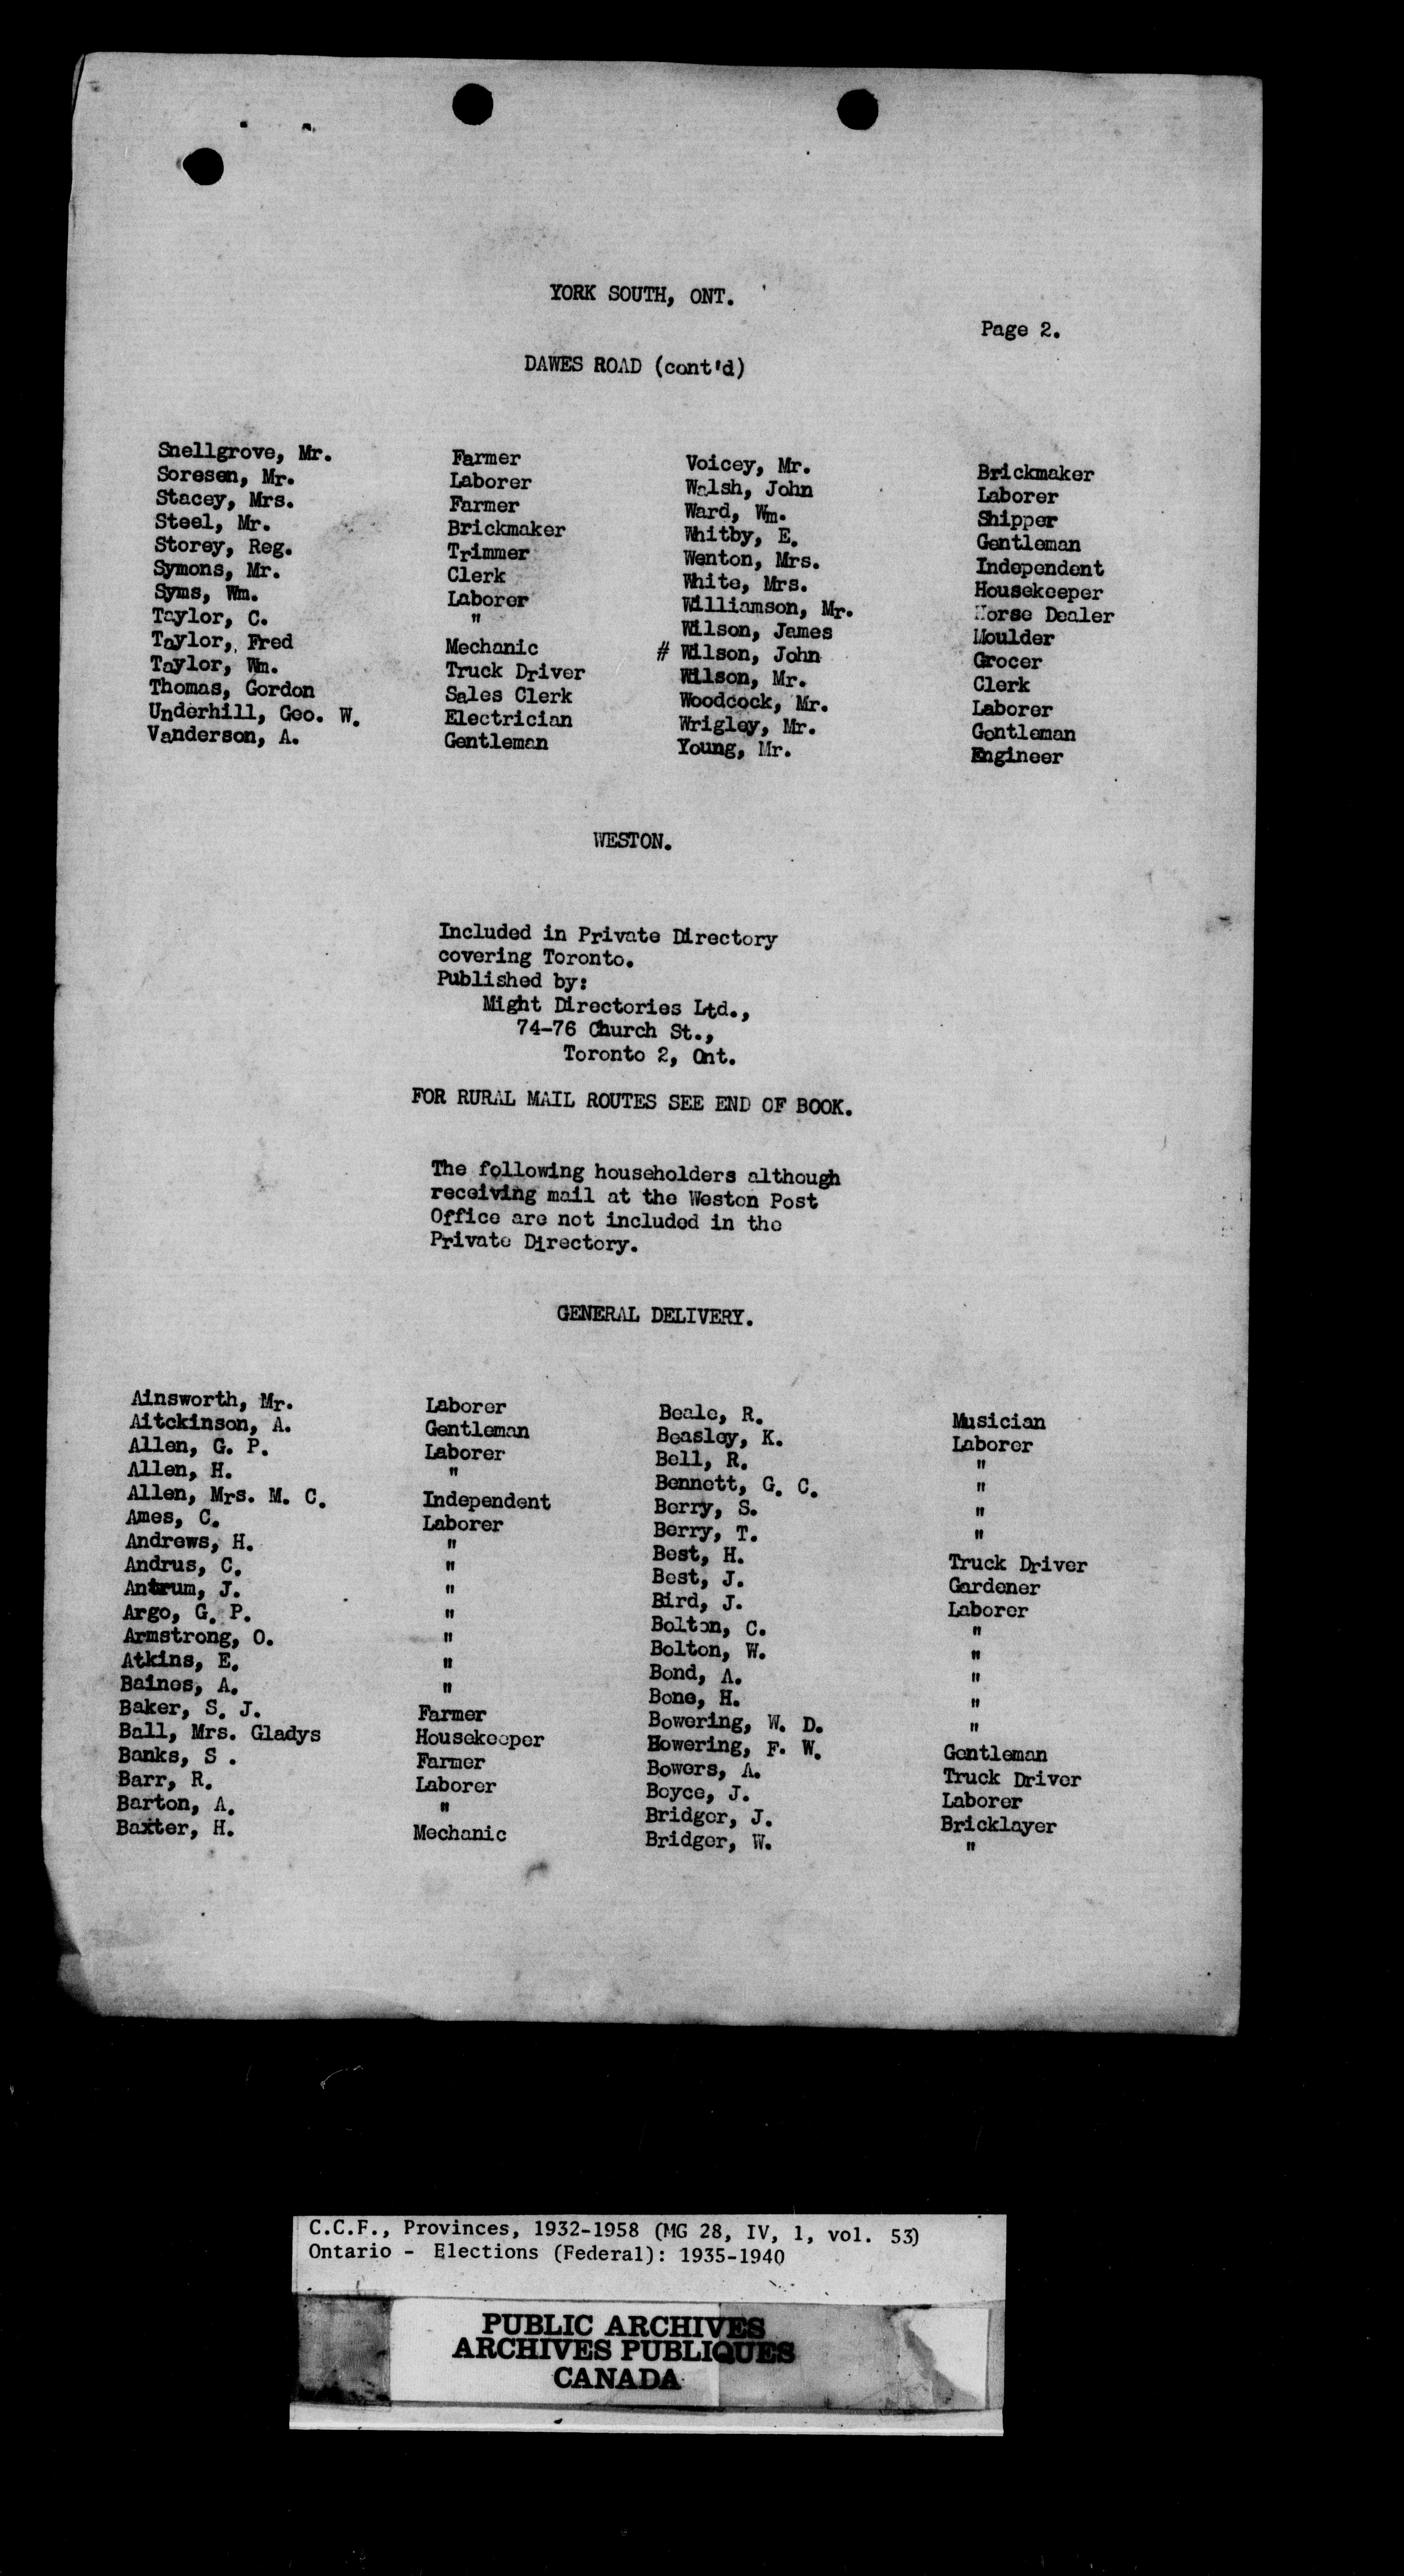 YORK SOUTH, ONT.
Page 2.
DAWES ROAD (cont'd)
Snellgrove, Mr. Farmer Voicey, Mr. Brickmaker
Soresen, Mr. Laborer Walsh, John Laborer
Stacey, Mrs. Farmer Ward, Wm. Shipper
Steel, Mr. Brickmaker Whitby, E. Gentleman
Storey, Reg. Trimmer Wenton, Mrs. Independent
Symons, Mr. Clerk White, Mrs. Housekeeper
Syms, Wm. Laborer Williamson, Mr. Horse Dealer
Taylor, C. " Wilson, James Moulder
Taylor, Fred Mechanic # Wilson, John Grocer
Taylor, Wm. Truck Driver Wilson, Mr. Clerk
Thomas, Gordon Sales Clerk Woodcock, Mr. Laborer
Underhill, Geo. W. Electrician Wrigley, Mr. Gentleman
Vanderson, A. Gentleman Young, Mr. Engineer
WESTON.
Included in Private Directory
covering Toronto.
Published by:
Might Directories Ltd.,
74-76 Church St.,
Toronto 2, Ont.
FOR RURAL MAIL ROUTES SEE END OF BOOK.
The following householders although
receiving mail at the Weston Post
Office are not included in the
Private Directory.
GENERAL DELIVERY.
Ainsworth, Mr. Laborer Beale, R. Musician
Aitckinson, A. Gentleman Beasley, K. Laborer
Allen, G. P. Laborer Bell, R. "
Allen, H. " Bennett, G. C. "
Allen, Mrs. M. C. Independent Berry, S. "
Ames, C. Laborer Berry, T. "
Andrews, H. " Best, H. Truck Driver
Andrus, C. " Best, J. Gardener
Antrum, J. " Bird, J. Laborer
Argo, G. P. " Bolton, C. "
Armstrong, O. " Bolton, W. "
Atkins, E. " Bond, A. "
Baines, A. " Bone, H. "
Baker, S. J. Farmer Bowering, W. D. "
Ball, Mrs. Gladys Housekeeper Bowering, F. W. Gentleman
Banks, S . Farmer Bowers, A. Truck Driver
Barr, R. Laborer Boyce, J. Laborer
Barton, A. " Bridger, J. Bricklayer
Baxter, H. Mechanic Bridger, W. "
C.C.F., Provinces, 1932-1958 (MG 28, IV, 1, vol. 53)
Ontario - Elections (Federal): 1935-1940
PUBLIC ARCHIVES
ARCHIVES PUBLIQUES
CANADA